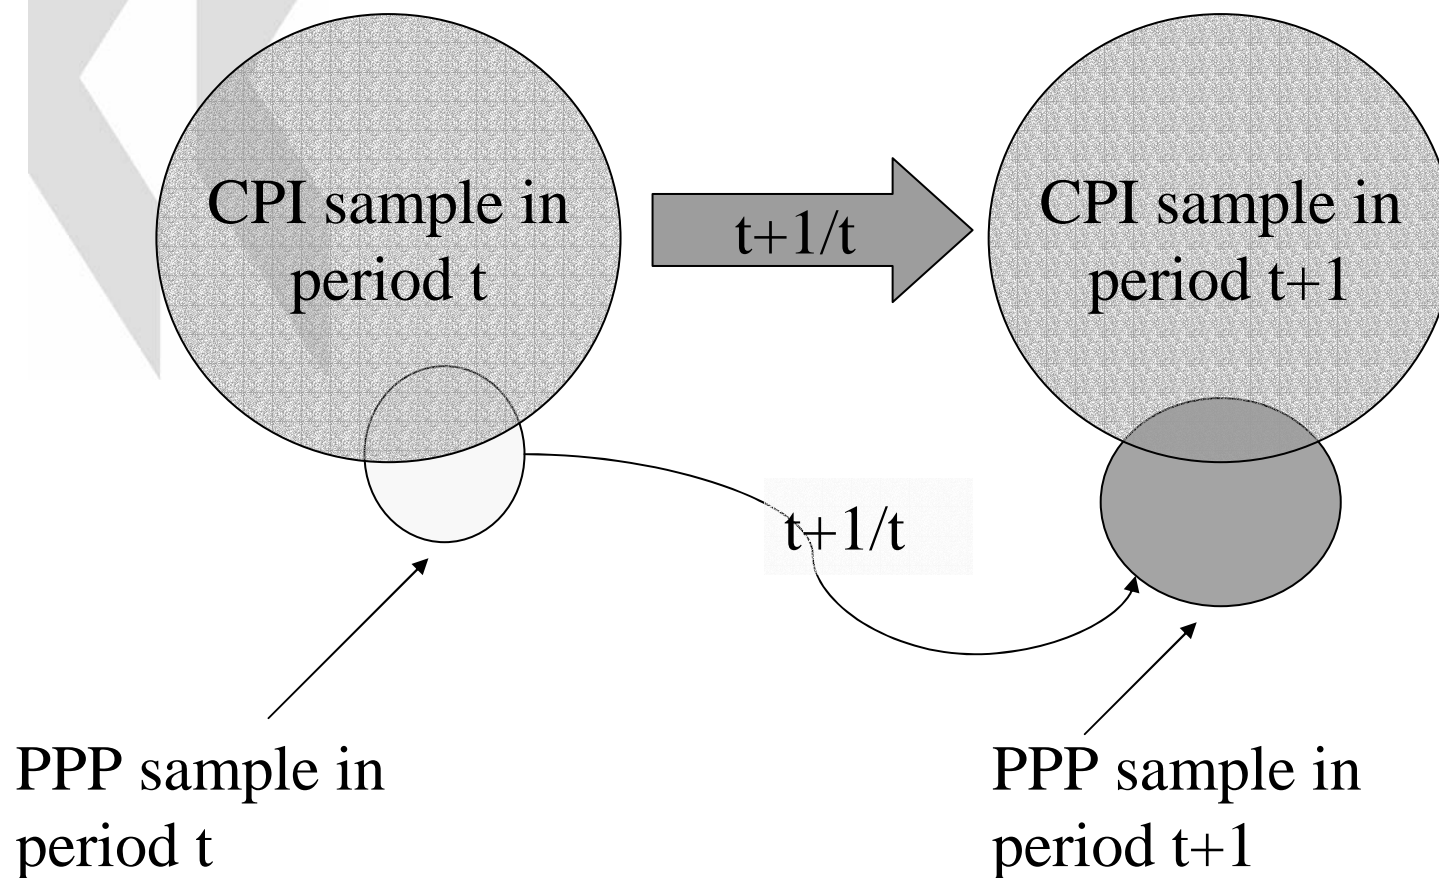 CPI sample in
period t
t+1/t
CPI sample in
period t+1
t+1/t
PPP sample in
period t
PPP sample in
period t+1